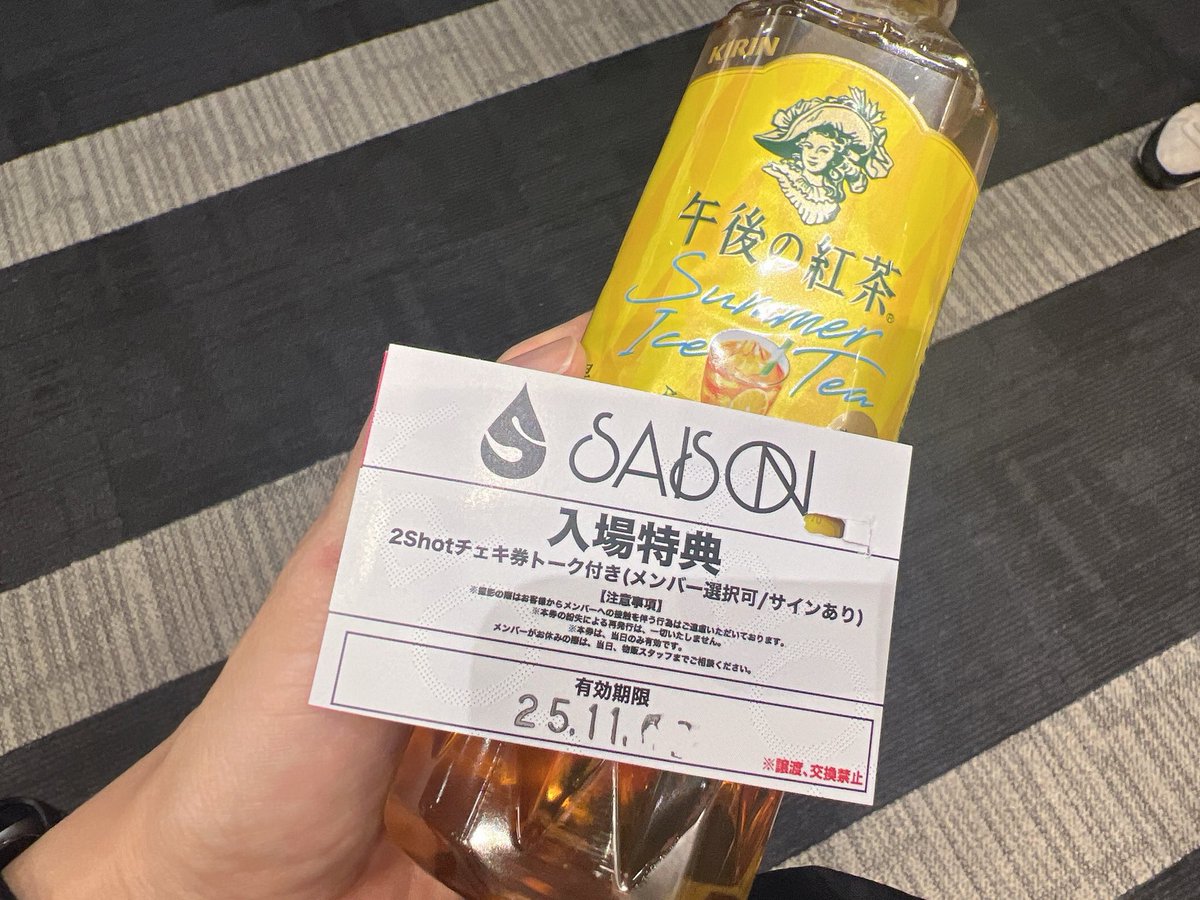 KIRIN
午後の紅茶®
Summer
Ice Tea
SAISON
入場特典
2Shotチェキ券トーク付き(メンバー選択可/サインあり)
【注意事項】
※撮影の際はお客様からメンバーへの接触を伴う行為はご遠慮いただいております。
※本券の紛失による再発行は、一切いたしません。
※本券は、当日のみ有効です。
メンバーがお休みの際は、当日、物販スタッフまでご相談ください。
有効期限
25.11.
※譲渡、交換禁止